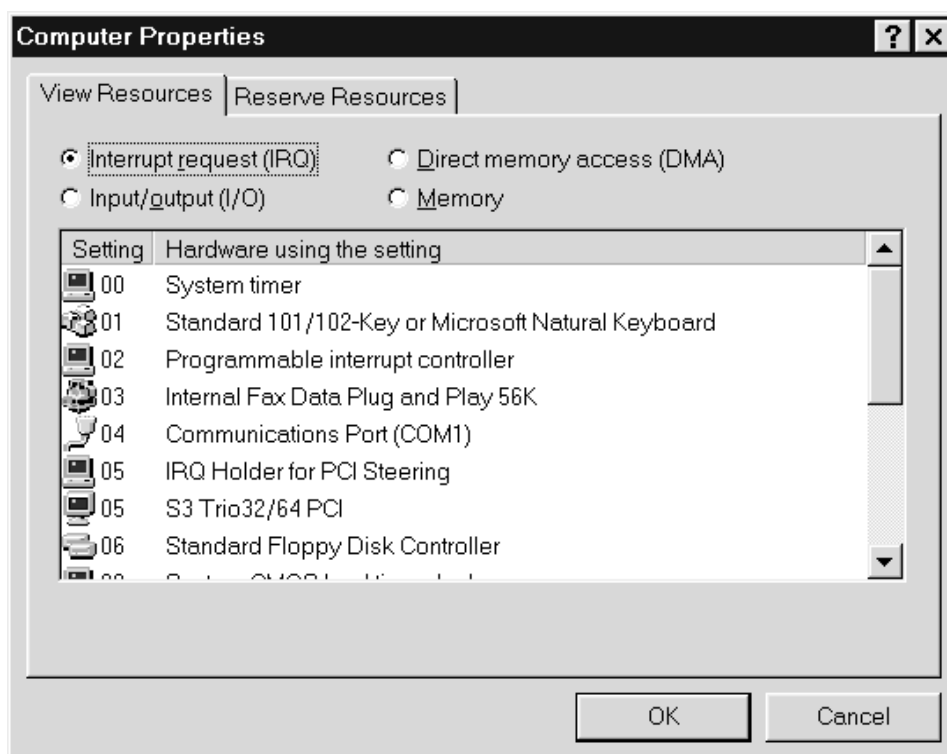 Computer Properties
View Resources Reserve Resources
Interrupt request (IRQ) Direct memory access (DMA)
Input/output (I/O) Memory
Setting Hardware using the setting
00 System timer
01 Standard 101/102-Key or Microsoft Natural Keyboard
02 Programmable interrupt controller
03 Internal Fax Data Plug and Play 56K
04 Communications Port (COM1)
05 IRQ Holder for PCI Steering
05 S3 Trio32/64 PCI
06 Standard Floppy Disk Controller
OK Cancel